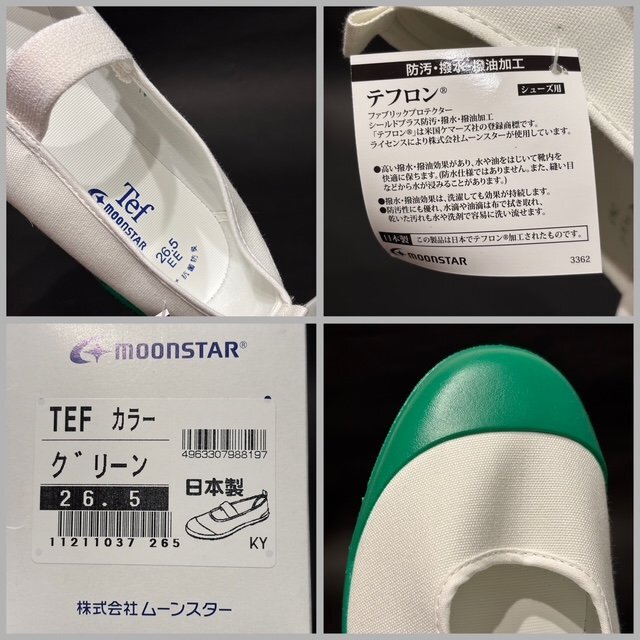 Tef
MOONSTAR
26.5
EE
抗菌防臭
防汚・撥水・撥油加工
テフロン® シューズ用
ファブリックプロテクター
シールドプラス防汚・撥水・撥油加工
「テフロン®」は米国ケマーズ社の登録商標です。
ライセンスにより株式会社ムーンスターが使用しています。
●高い撥水・撥油効果があり、水や油をはじいて靴内を
快適に保ちます。(防水仕様ではありません。また、縫い目
などから水が浸みることがあります。)
●撥水・撥油効果は、洗濯しても効果が持続します。
●防汚性にも優れ、水滴や油滴は布で拭き取れ、
乾いた汚れも水や洗剤で容易に洗い流せます。
日本製 この製品は日本でテフロン®加工されたものです。
MOONSTAR 3362
MOONSTAR®
TEF カラー
4963307988197
グリーン
26.5
日本製
11211037 265
KY
株式会社ムーンスター